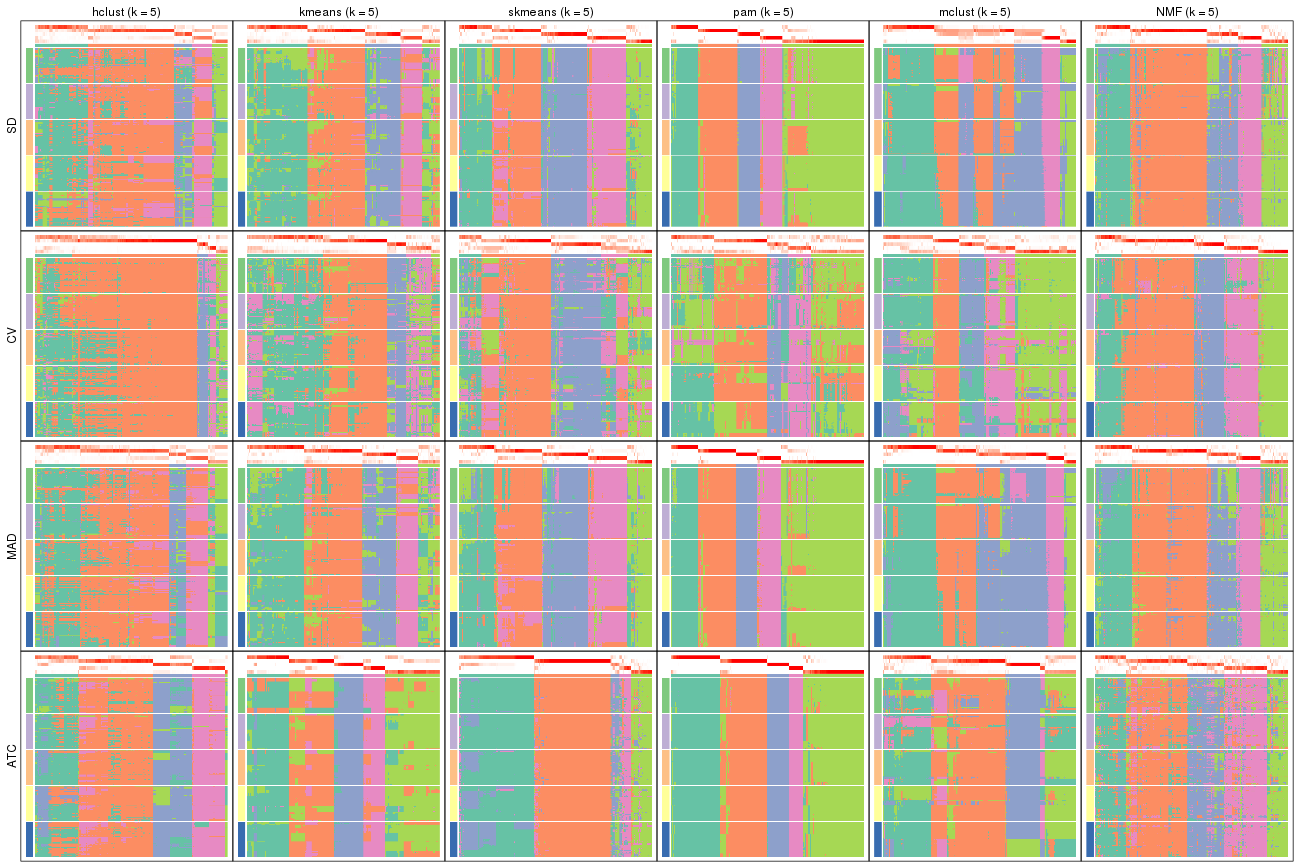 hclust (k = 5)
kmeans (k = 5)
skmeans (k = 5)
pam (k = 5)
mclust (k = 5)
NMF (k = 5)
SD
CV
MAD
ATC